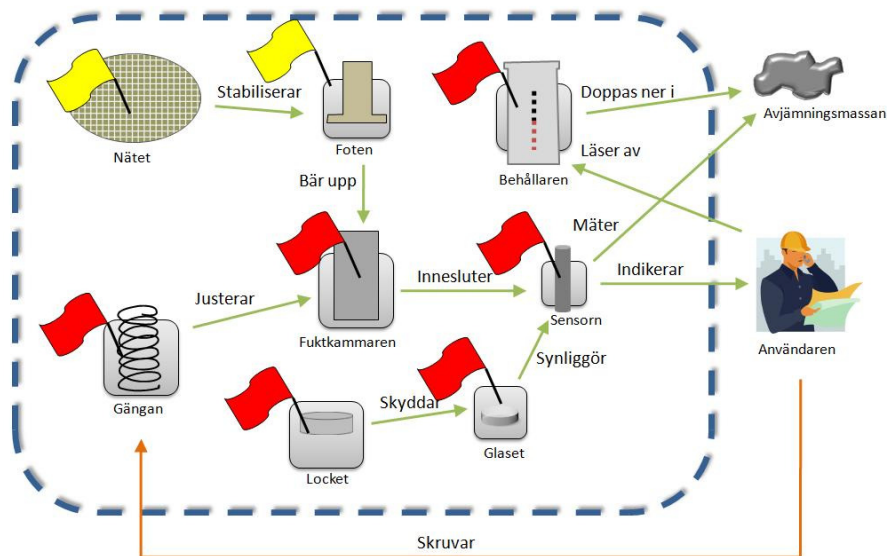 Stabiliserar
Doppas ner i
Nätet
Foten
Avjämningsmassan
Läser av
Bär upp
Behållaren
Mäter
Innesluter
Indikerar
Justerar
Sensorn
Fuktkammaren
Användaren
Synliggör
Gängan
Skyddar
Glaset
Locket
Skruvar